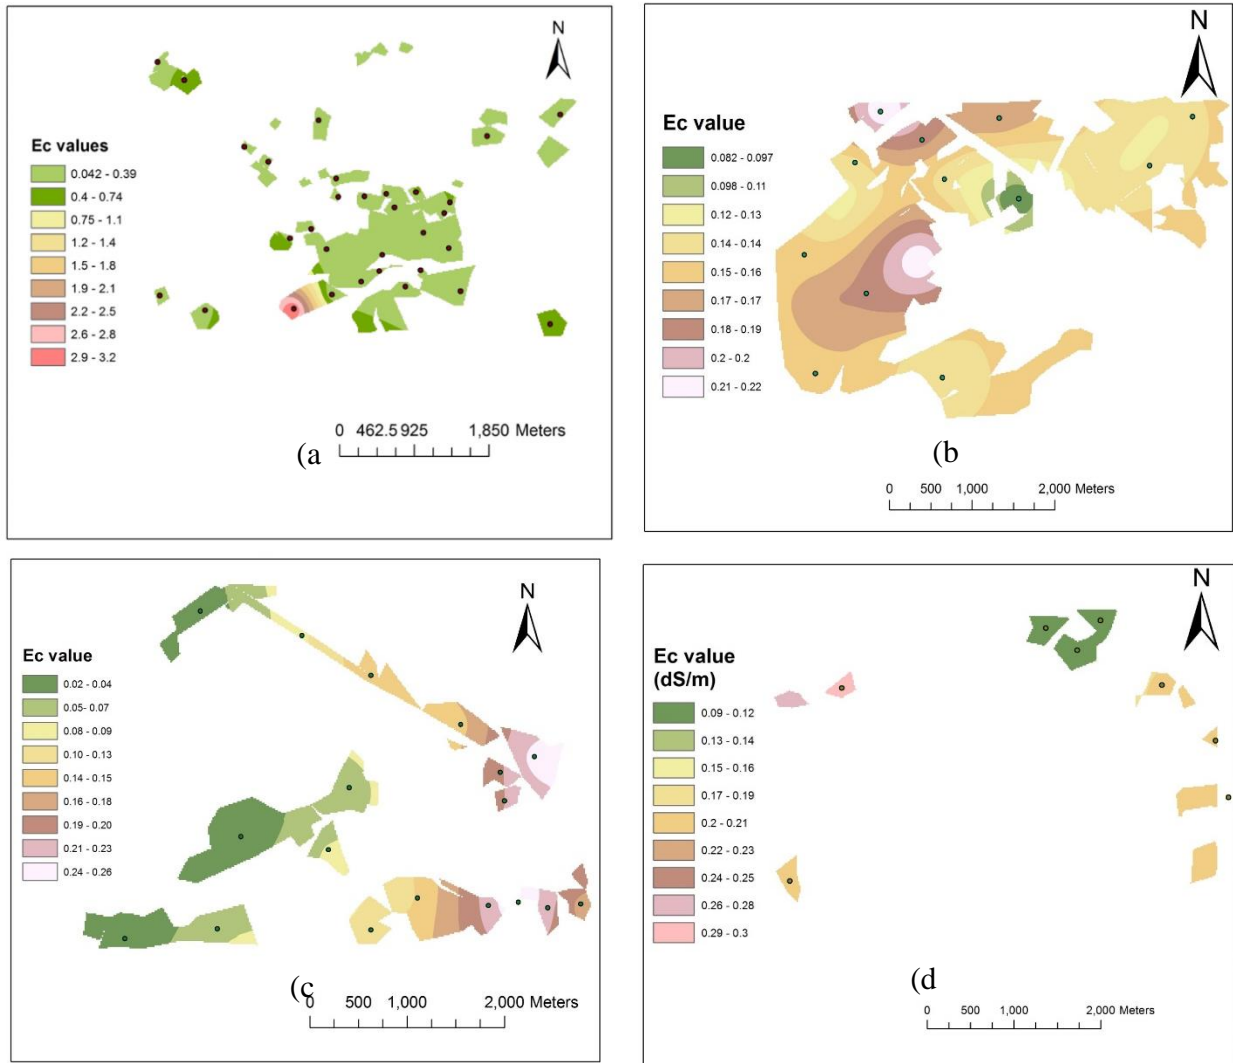 N
Ec values
0.042 - 0.39
0.4 - 0.74
0.75 - 1.1
1.2 - 1.4
1.5 - 1.8
1.9 - 2.1
2.2 - 2.5
2.6 - 2.8
2.9 - 3.2
0 462.5 925 1,850 Meters
(a
N
Ec value
0.082 - 0.097
0.098 - 0.11
0.12 - 0.13
0.14 - 0.14
0.15 - 0.16
0.17 - 0.17
0.18 - 0.19
0.2 - 0.2
0.21 - 0.22
(b
0 500 1,000 2,000 Meters
N
Ec value
0.02 - 0.04
0.05 - 0.07
0.08 - 0.09
0.10 - 0.13
0.14 - 0.15
0.16 - 0.18
0.19 - 0.20
0.21 - 0.23
0.24 - 0.26
(c
0 500 1,000 2,000 Meters
N
Ec value
(dS/m)
0.09 - 0.12
0.13 - 0.14
0.15 - 0.16
0.17 - 0.19
0.2 - 0.21
0.22 - 0.23
0.24 - 0.25
0.26 - 0.28
0.29 - 0.3
(d
0 500 1,000 2,000 Meters